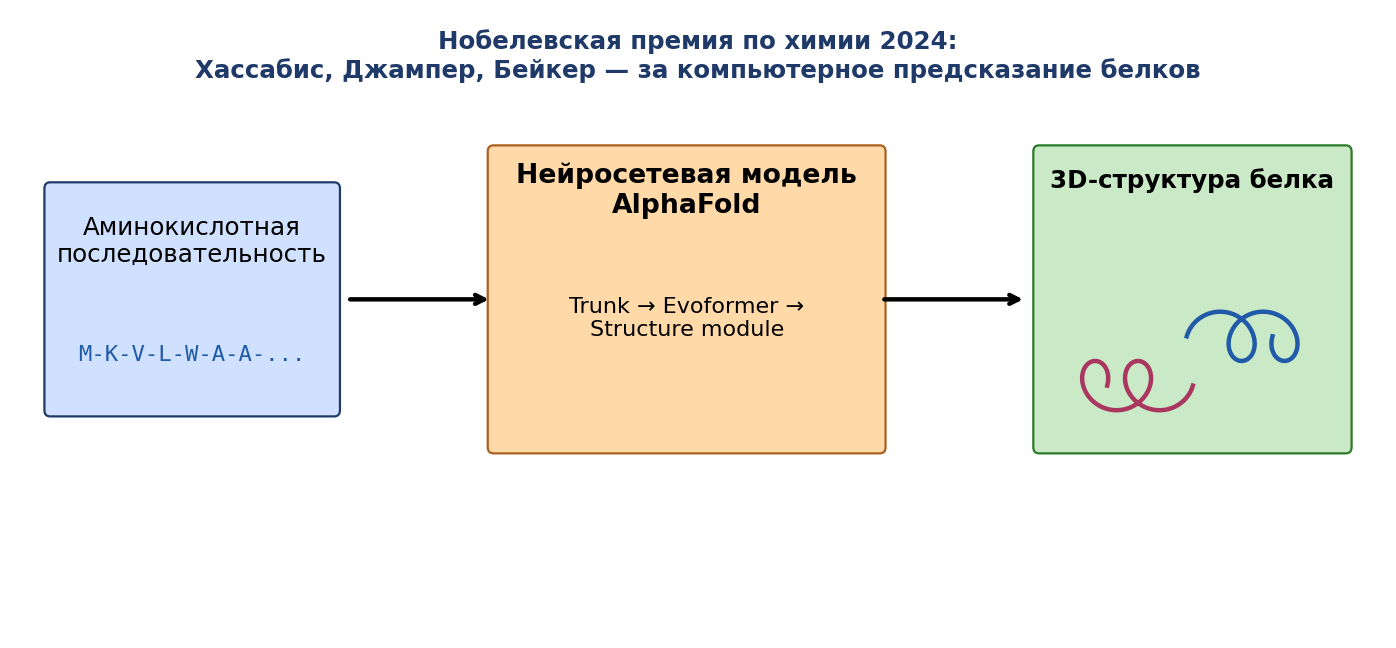 Нобелевская премия по химии 2024:
Хассабис, Джампер, Бейкер — за компьютерное предсказание белков
Аминокислотная
последовательность
M-K-V-L-W-A-A-...
Нейросетевая модель
AlphaFold
Trunk → Evoformer →
Structure module
3D-структура белка